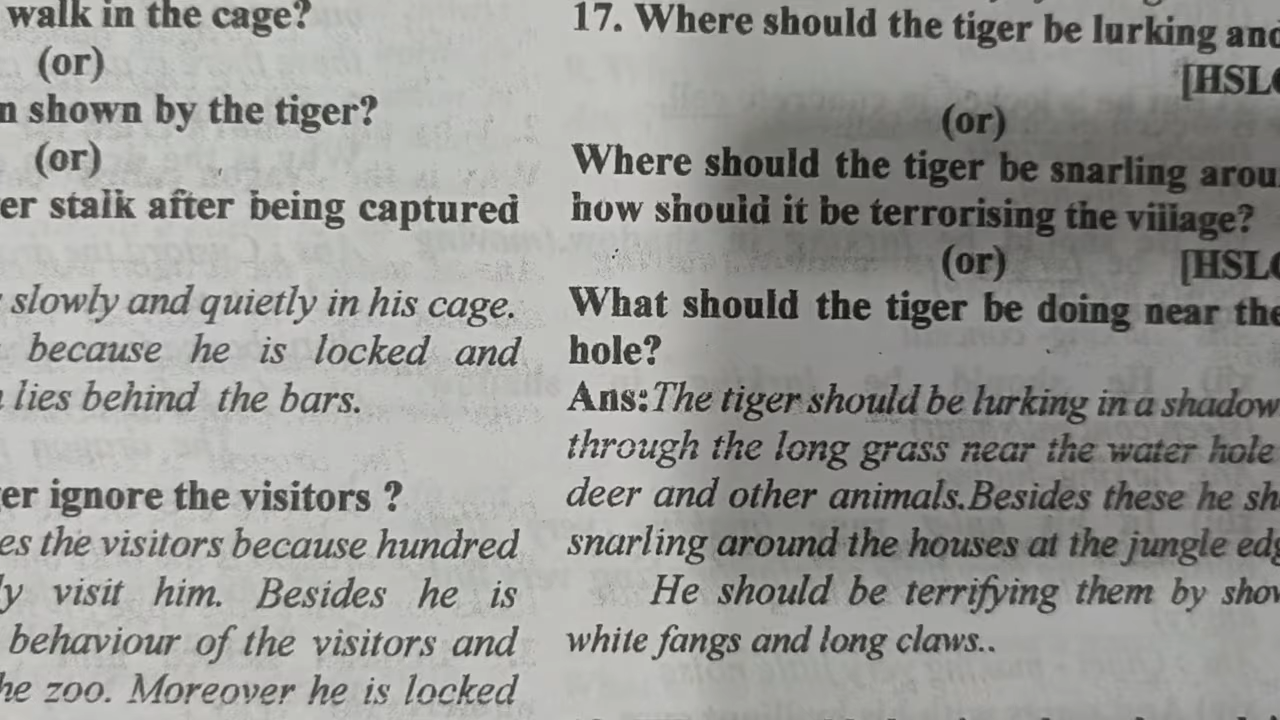 walk in the cage?
(or)
n shown by the tiger?
(or)
er stalk after being captured
slowly and quietly in his cage.
because he is locked and
lies behind the bars.
er ignore the visitors ?
es the visitors because hundred
ly visit him. Besides he is
behaviour of the visitors and
he zoo. Moreover he is locked
17. Where should the tiger be lurking and
[HSLC
(or)
Where should the tiger be snarling arou
how should it be terrorising the village?
(or) [HSLC
What should the tiger be doing near the
hole?
Ans:The tiger should be lurking in a shadow
through the long grass near the water hole
deer and other animals.Besides these he sh
snarling around the houses at the jungle edg
He should be terrifying them by show
white fangs and long claws..